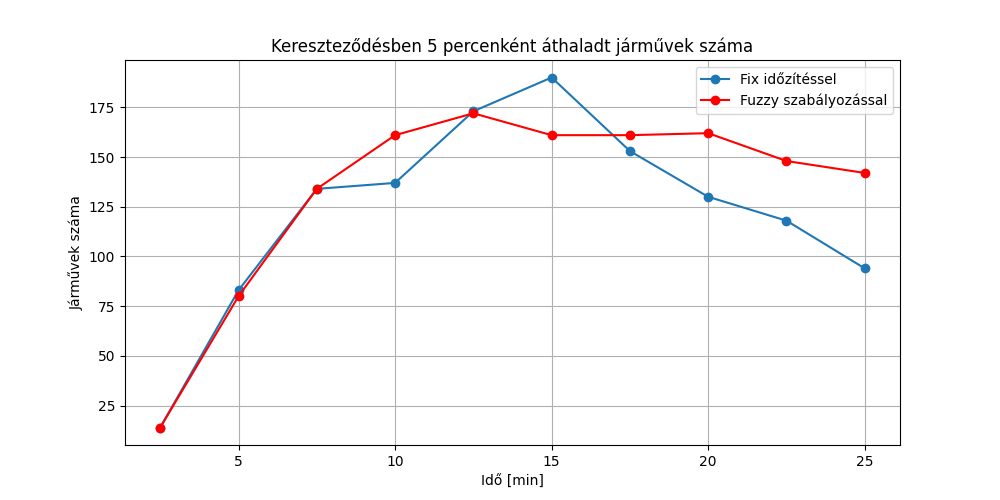 Kereszteződésben 5 percenként áthaladt járművek száma
Fix időzítéssel
Fuzzy szabályozással
Járművek száma
175
150
125
100
75
50
25
5 10 15 20 25
Idő [min]